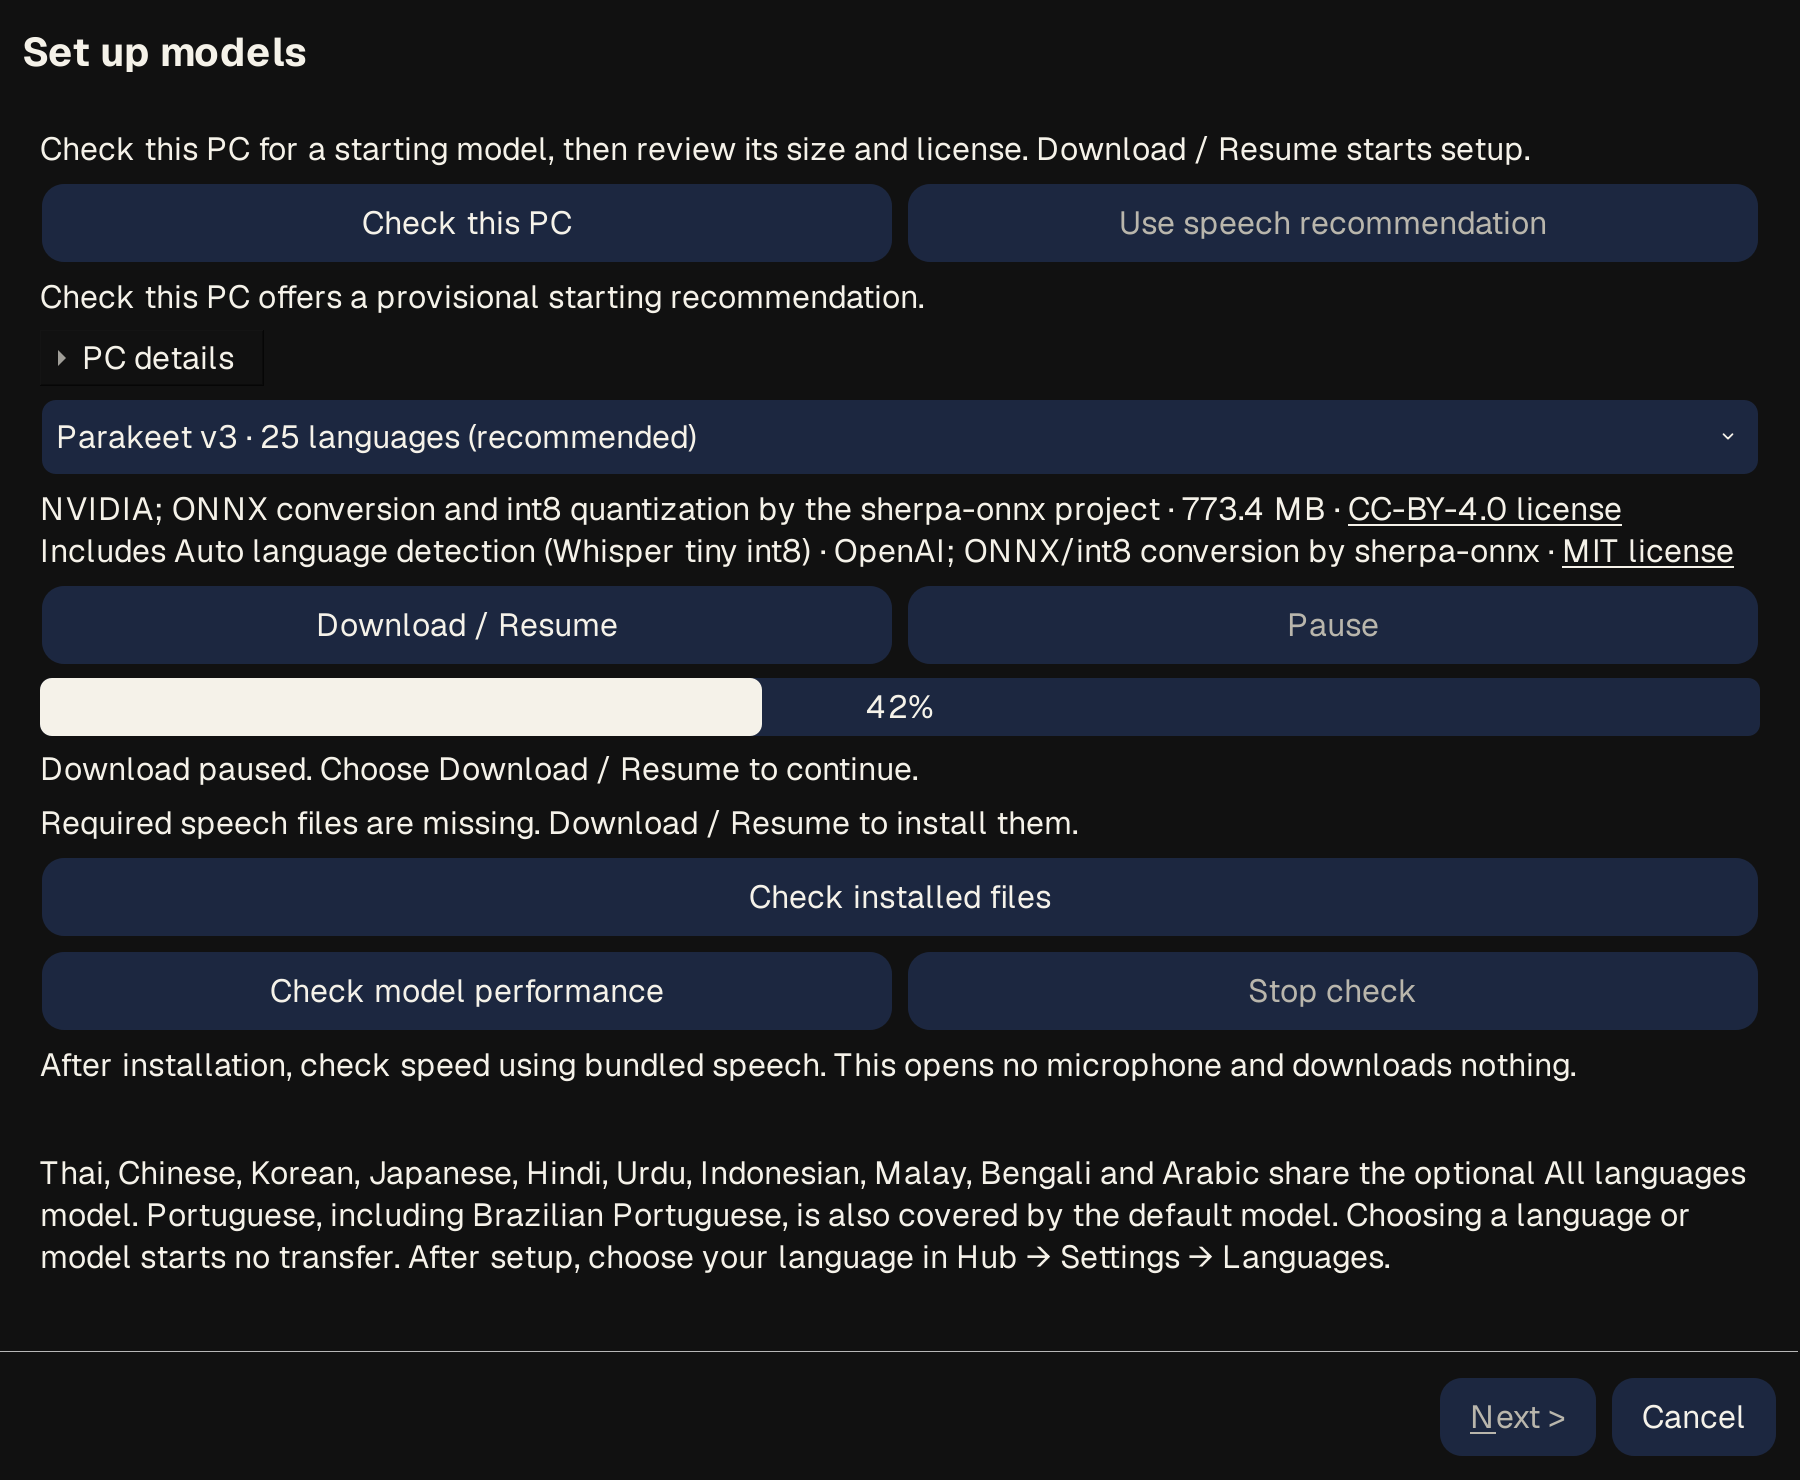 Set up models
Check this PC for a starting model, then review its size and license. Download / Resume starts setup.
Check this PC
Use speech recommendation
Check this PC offers a provisional starting recommendation.
PC details
Parakeet v3 · 25 languages (recommended)
NVIDIA; ONNX conversion and int8 quantization by the sherpa-onnx project · 773.4 MB · CC-BY-4.0 license
Includes Auto language detection (Whisper tiny int8) · OpenAI; ONNX/int8 conversion by sherpa-onnx · MIT license
Download / Resume
Pause
42%
Download paused. Choose Download / Resume to continue.
Required speech files are missing. Download / Resume to install them.
Check installed files
Check model performance
Stop check
After installation, check speed using bundled speech. This opens no microphone and downloads nothing.
Thai, Chinese, Korean, Japanese, Hindi, Urdu, Indonesian, Malay, Bengali and Arabic share the optional All languages
model. Portuguese, including Brazilian Portuguese, is also covered by the default model. Choosing a language or
model starts no transfer. After setup, choose your language in Hub → Settings → Languages.
Next >
Cancel